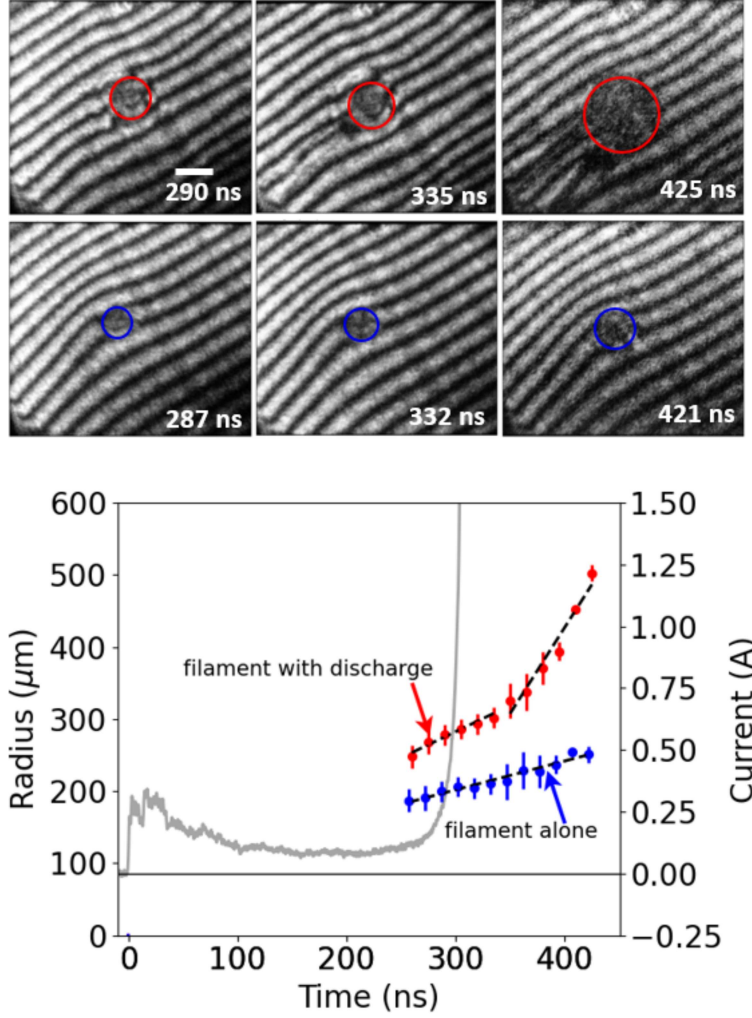 290 ns
335 ns
425 ns
287 ns
332 ns
421 ns
600
500
400
300
200
100
0
Radius (μm)
filament with discharge
filament alone
1.50
1.25
1.00
0.75
0.50
0.25
0.00
−0.25
Current (A)
0
100
200
300
400
Time (ns)